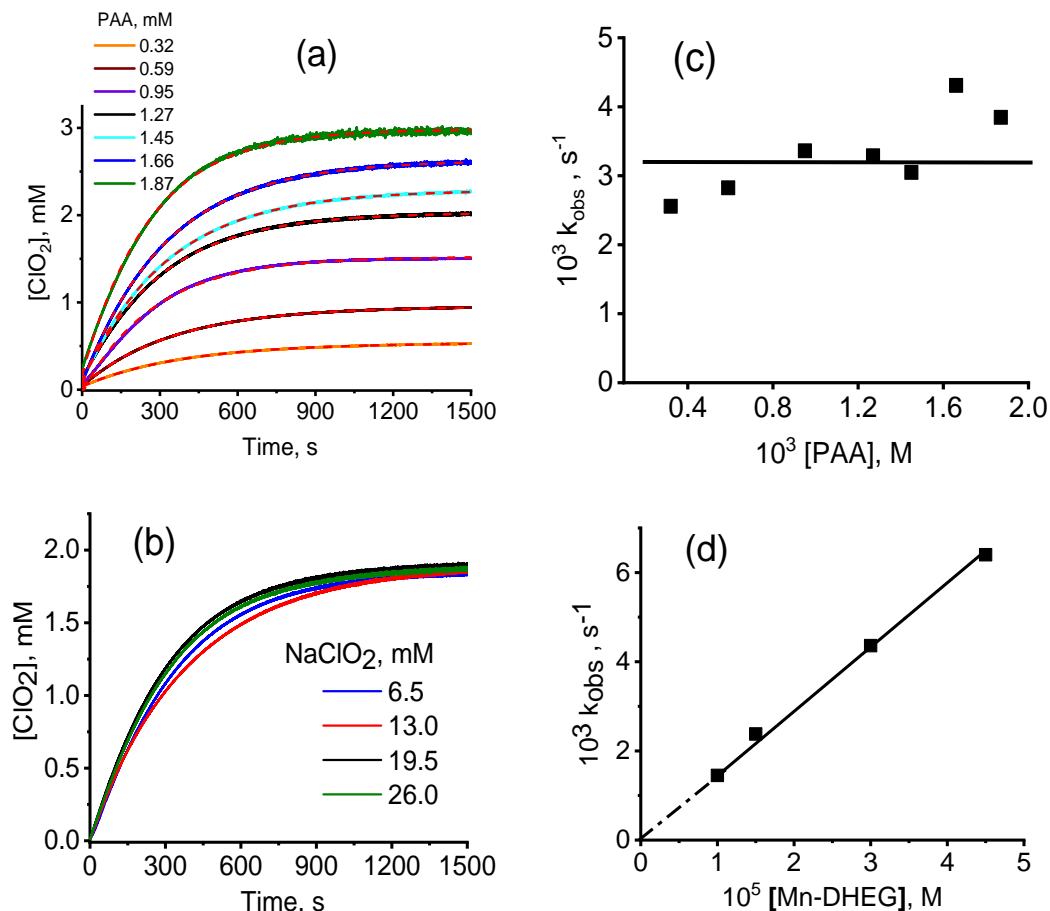 (a)
PAA, mM
0.32
0.59
0.95
1.27
1.45
1.66
1.87
3
2
1
0
[ClO₂], mM
0 300 600 900 1200 1500
Time, s
(c)
5
4
3
2
1
0
10³ k_obs, s⁻¹
0.4 0.8 1.2 1.6 2.0
10³ [PAA], M
(b)
2.0
1.5
1.0
0.5
0.0
[ClO₂], mM
NaClO₂, mM
6.5
13.0
19.5
26.0
0 300 600 900 1200 1500
Time, s
(d)
6
4
2
0
10³ k_obs, s⁻¹
0 1 2 3 4 5
10⁵ [Mn-DHEG], M